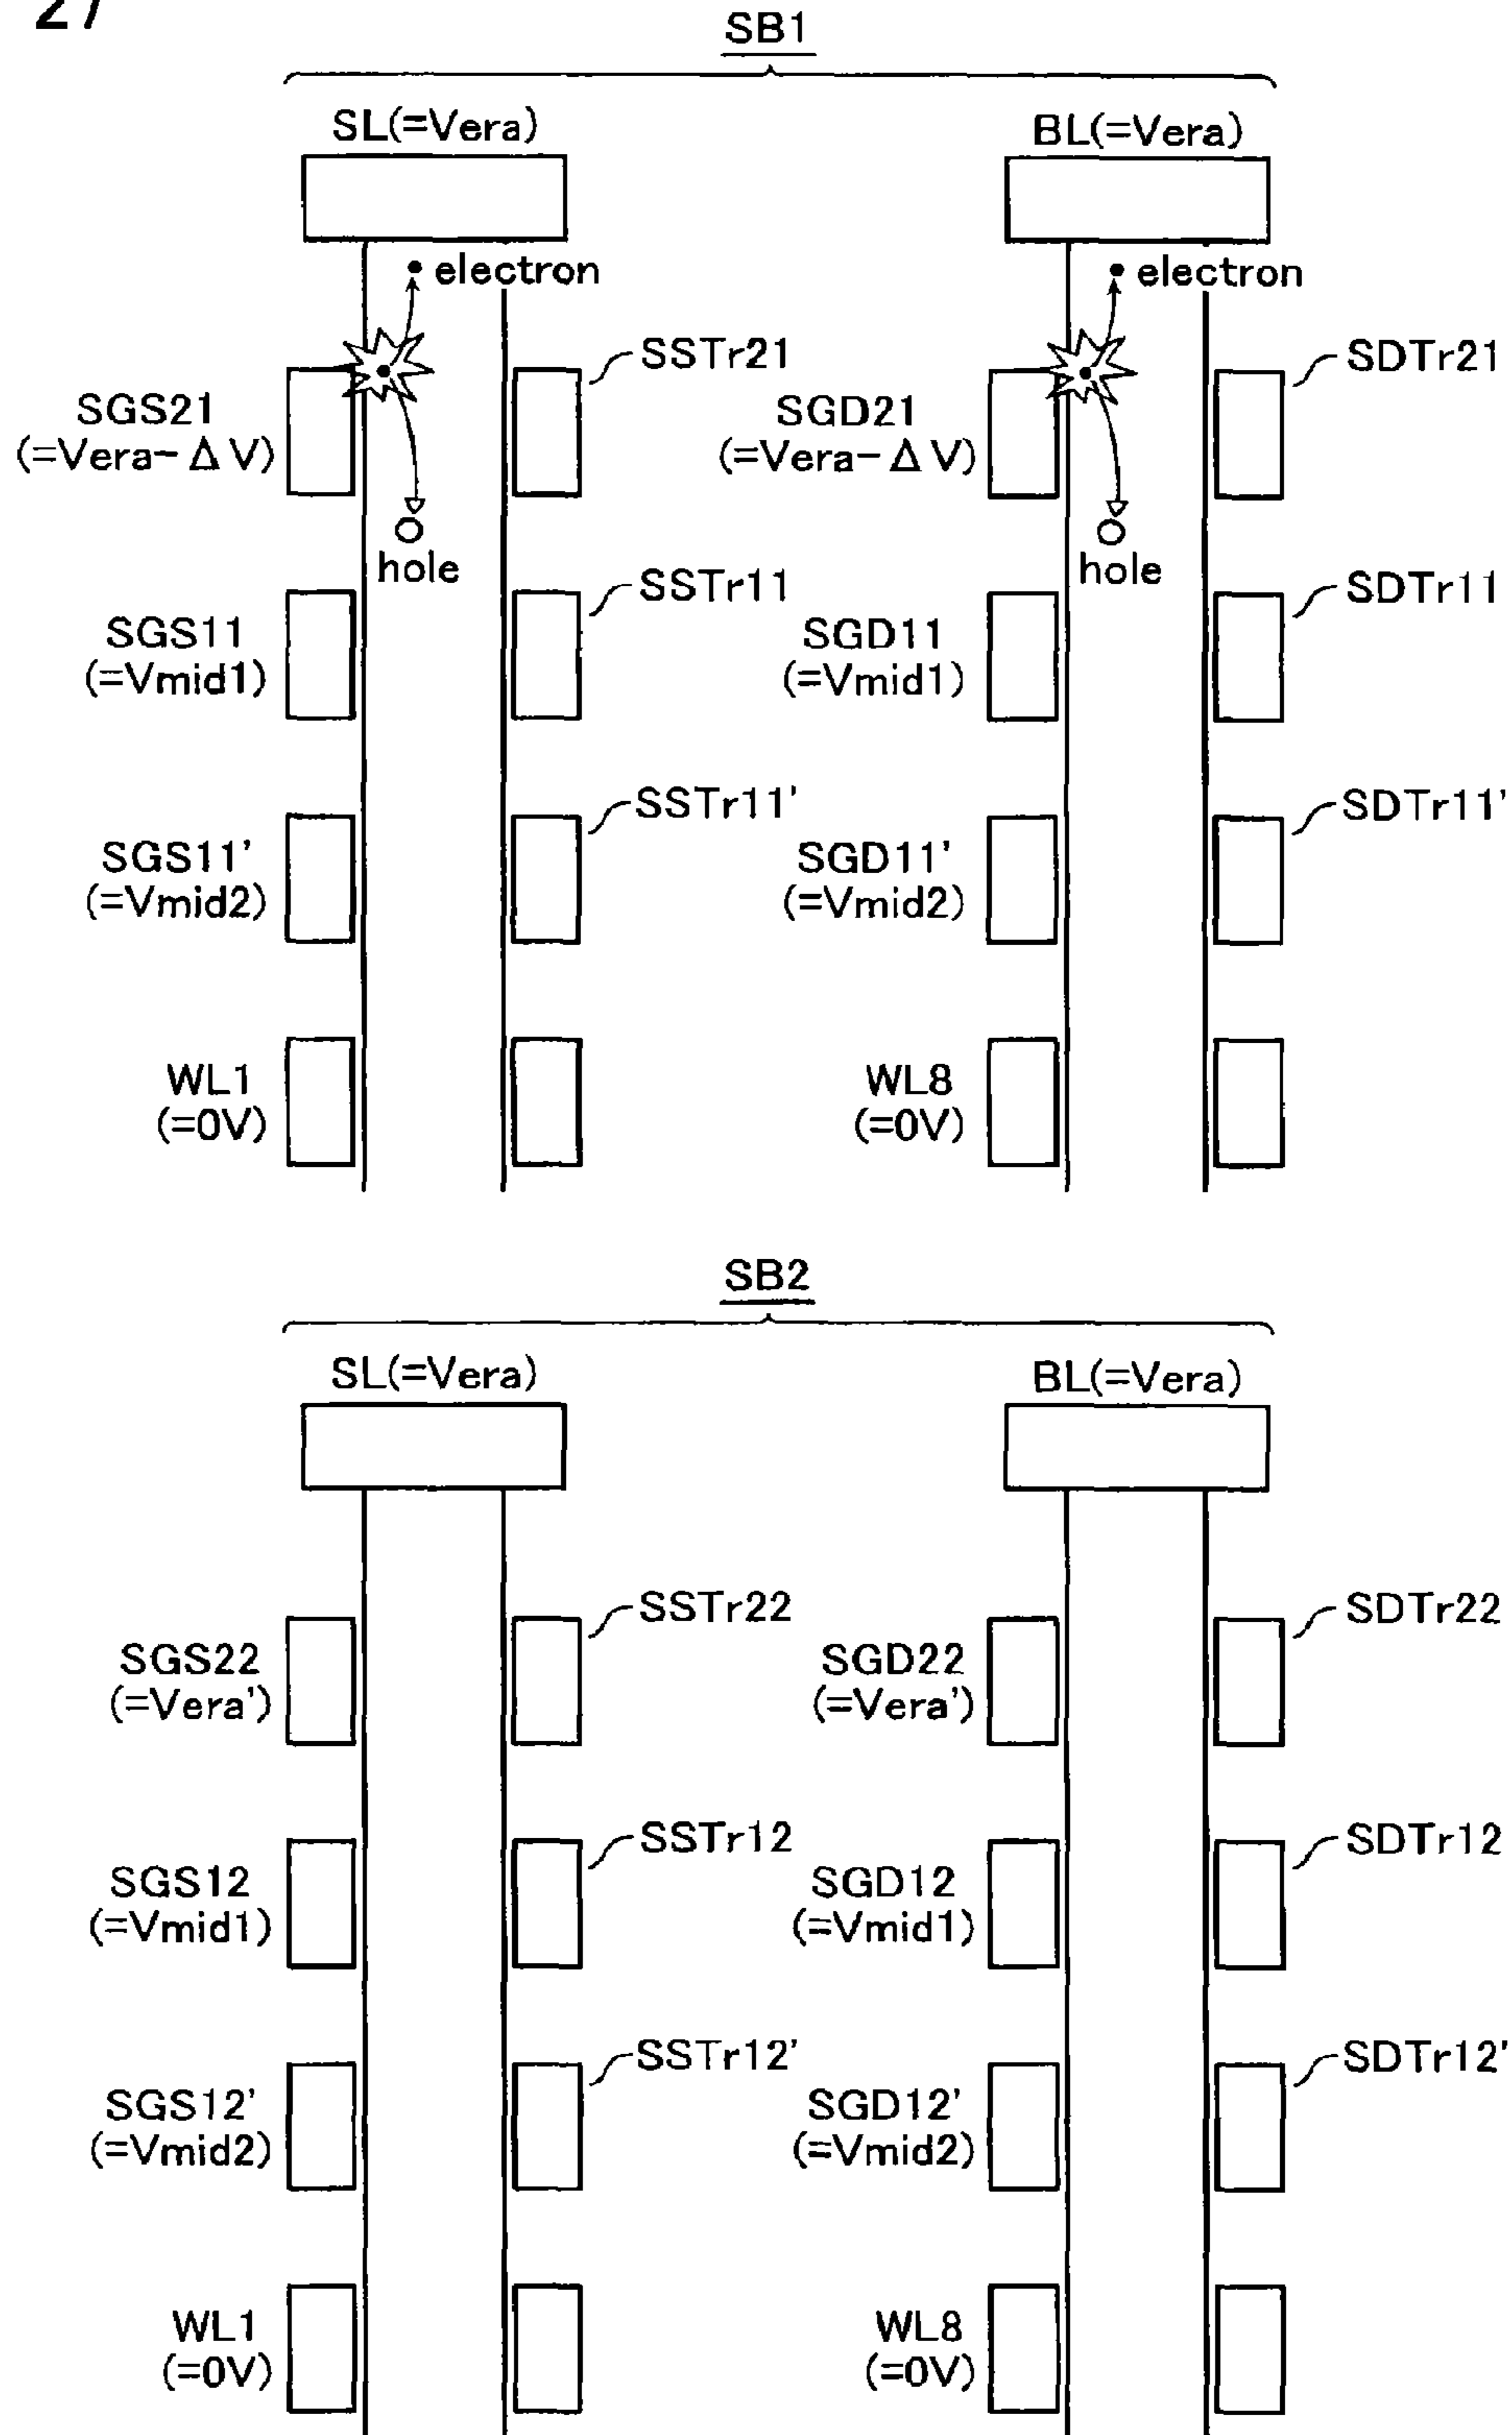 27
SB1
SL(=Vera)
BL(=Vera)
electron
electron
SSTr21
SDTr21
SGS21
(=Vera-ΔV)
SGD21
(=Vera-ΔV)
hole
hole
SSTr11
SDTr11
SGS11
(=Vmid1)
SGD11
(=Vmid1)
SSTr11'
SDTr11'
SGS11'
(=Vmid2)
SGD11'
(=Vmid2)
WL1
(=0V)
WL8
(=0V)
SB2
SL(=Vera)
BL(=Vera)
SSTr22
SDTr22
SGS22
(=Vera')
SGD22
(=Vera')
SSTr12
SDTr12
SGS12
(=Vmid1)
SGD12
(=Vmid1)
SSTr12'
SDTr12'
SGS12'
(=Vmid2)
SGD12'
(=Vmid2)
WL1
(=0V)
WL8
(=0V)